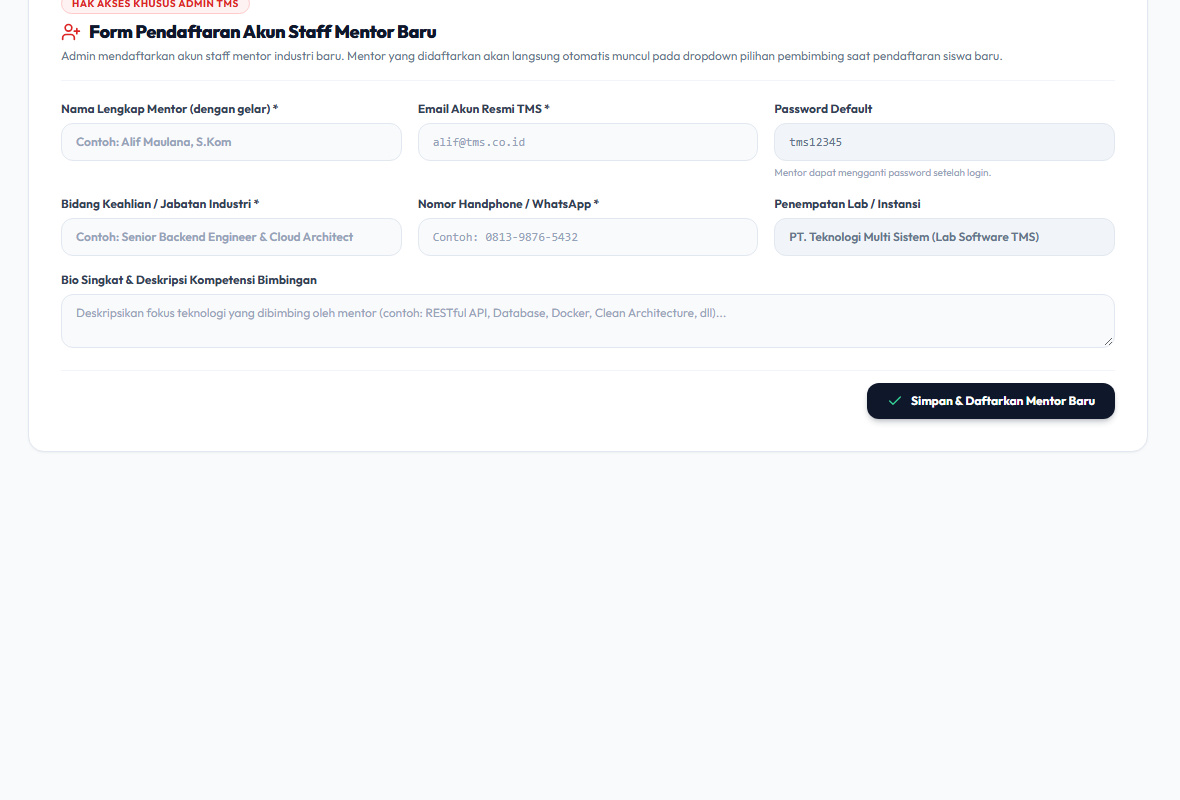 HAK AKSES KHUSUS ADMIN TMS
Form Pendaftaran Akun Staff Mentor Baru
Admin mendaftarkan akun staff mentor industri baru. Mentor yang didaftarkan akan langsung otomatis muncul pada dropdown pilihan pembimbing saat pendaftaran siswa baru.
Nama Lengkap Mentor (dengan gelar) *
Contoh: Alif Maulana, S.Kom
Email Akun Resmi TMS *
alif@tms.co.id
Password Default
tms12345
Mentor dapat mengganti password setelah login.
Bidang Keahlian / Jabatan Industri *
Contoh: Senior Backend Engineer & Cloud Architect
Nomor Handphone / WhatsApp *
Contoh: 0813-9876-5432
Penempatan Lab / Instansi
PT. Teknologi Multi Sistem (Lab Software TMS)
Bio Singkat & Deskripsi Kompetensi Bimbingan
Deskripsikan fokus teknologi yang dibimbing oleh mentor (contoh: RESTful API, Database, Docker, Clean Architecture, dll)...
Simpan & Daftarkan Mentor Baru